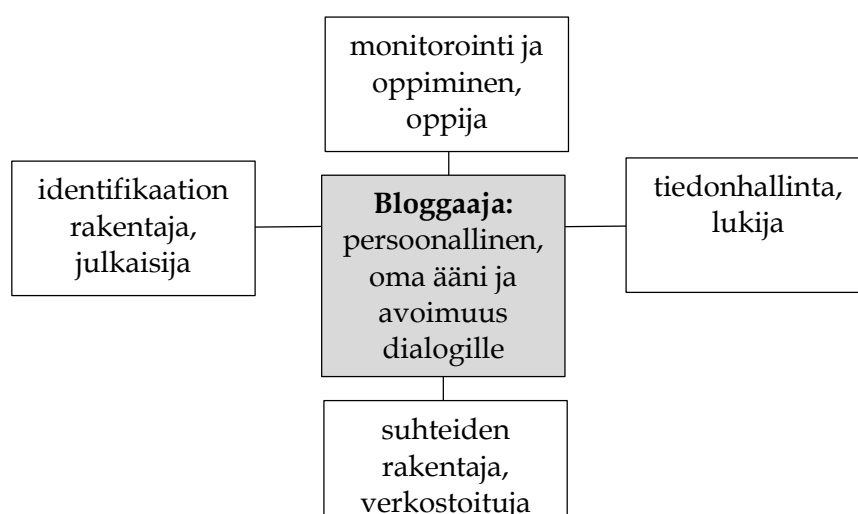 monitorointi ja
oppiminen,
oppija
identifikaation
rakentaja,
julkaisija
Bloggaaja:
persoonallinen,
oma ääni ja
avoimuus
dialogille
tiedonhallinta,
lukija
suhteiden
rakentaja,
verkostoituja